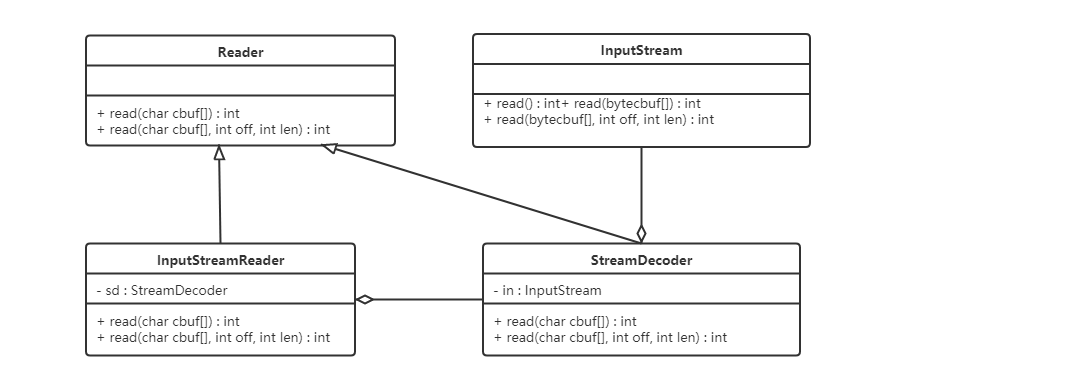 Reader
+ read(char cbuf[]) : int
+ read(char cbuf[], int off, int len) : int
InputStream
+ read() : int+ read(bytecbuf[]) : int
+ read(bytecbuf[], int off, int len) : int
InputStreamReader
- sd : StreamDecoder
+ read(char cbuf[]) : int
+ read(char cbuf[], int off, int len) : int
StreamDecoder
- in : InputStream
+ read(char cbuf[]) : int
+ read(char cbuf[], int off, int len) : int